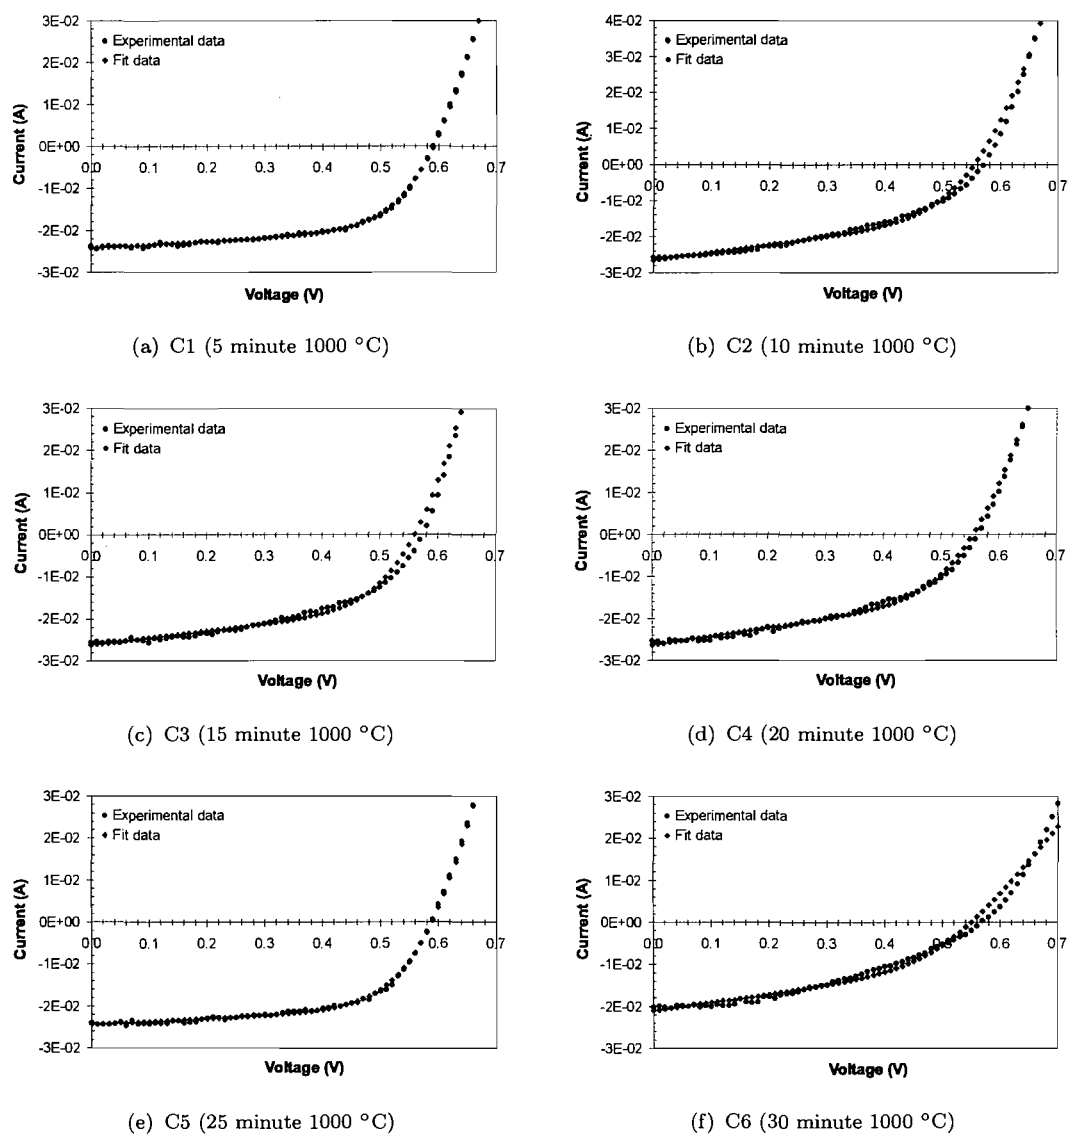 3E-02
2E-02
1E-02
0E+00
-1E-02
-2E-02
-3E-02
Current (A)
Experimental data
Fit data
0.0 0.1 0.2 0.3 0.4 0.5 0.6 0.7
Voltage (V)
(a) C1 (5 minute 1000 °C)
4E-02
3E-02
2E-02
1E-02
0E+00
-1E-02
-2E-02
-3E-02
Current (A)
Experimental data
Fit data
0.0 0.1 0.2 0.3 0.4 0.5 0.6 0.7
Voltage (V)
(b) C2 (10 minute 1000 °C)
3E-02
2E-02
1E-02
0E+00
-1E-02
-2E-02
-3E-02
Current (A)
Experimental data
Fit data
0.0 0.1 0.2 0.3 0.4 0.5 0.6 0.7
Voltage (V)
(c) C3 (15 minute 1000 °C)
3E-02
2E-02
1E-02
0E+00
-1E-02
-2E-02
-3E-02
Current (A)
Experimental data
Fit data
0.0 0.1 0.2 0.3 0.4 0.5 0.6 0.7
Voltage (V)
(d) C4 (20 minute 1000 °C)
3E-02
2E-02
1E-02
0E+00
-1E-02
-2E-02
-3E-02
Current (A)
Experimental data
Fit data
0.0 0.1 0.2 0.3 0.4 0.5 0.6 0.7
Voltage (V)
(e) C5 (25 minute 1000 °C)
3E-02
2E-02
1E-02
0E+00
-1E-02
-2E-02
-3E-02
Current (A)
Experimental data
Fit data
0.0 0.1 0.2 0.3 0.4 0.5 0.6 0.7
Voltage (V)
(f) C6 (30 minute 1000 °C)